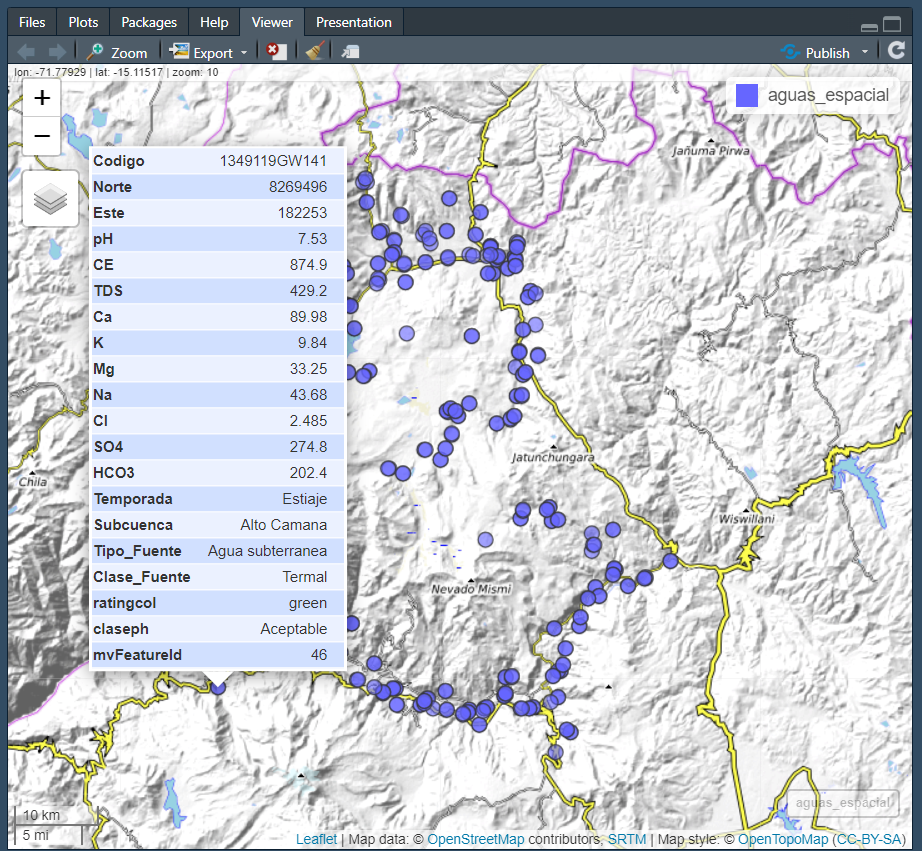 Files Plots Packages Help Viewer Presentation
Zoom Export Publish
lon: -71.77929 | lat: -15.11517 | zoom: 10
+
−
aguas_espacial
Jañuma Pirwa
Codigo 1349119GW141
Norte 8269496
Este 182253
pH 7.53
CE 874.9
TDS 429.2
Ca 89.98
K 9.84
Mg 33.25
Na 43.68
Cl 2.485
SO4 274.8
HCO3 202.4
Temporada Estiaje
Subcuenca Alto Camana
Tipo_Fuente Agua subterranea
Clase_Fuente Termal
ratingcol green
claseph Aceptable
mvFeatureId 46
Jatunchungara
Chila
Wiswillani
Nevado Mismi
10 km
5 mi
aguas_espacial
Leaflet | Map data: © OpenStreetMap contributors, SRTM | Map style: © OpenTopoMap (CC-BY-SA)